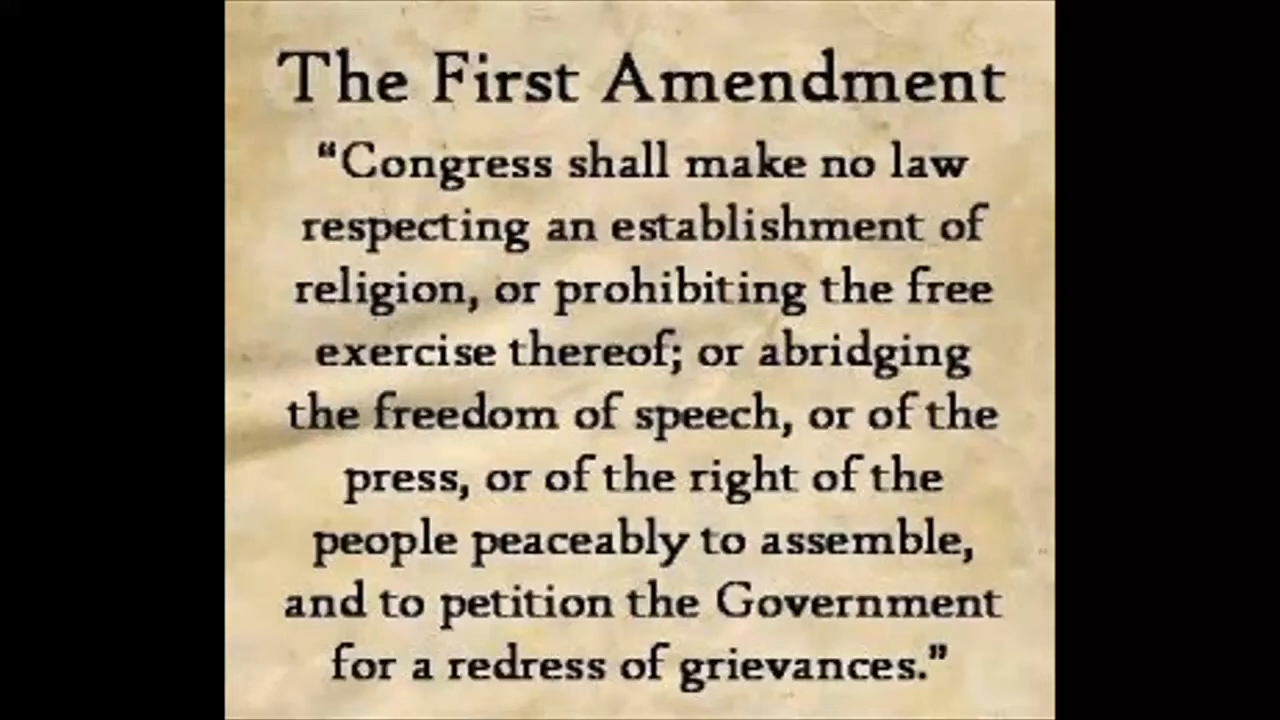 The First Amendment
“Congress shall make no law
respecting an establishment of
religion, or prohibiting the free
exercise thereof; or abridging
the freedom of speech, or of the
press, or of the right of the
people peaceably to assemble,
and to petition the Government
for a redress of grievances.”